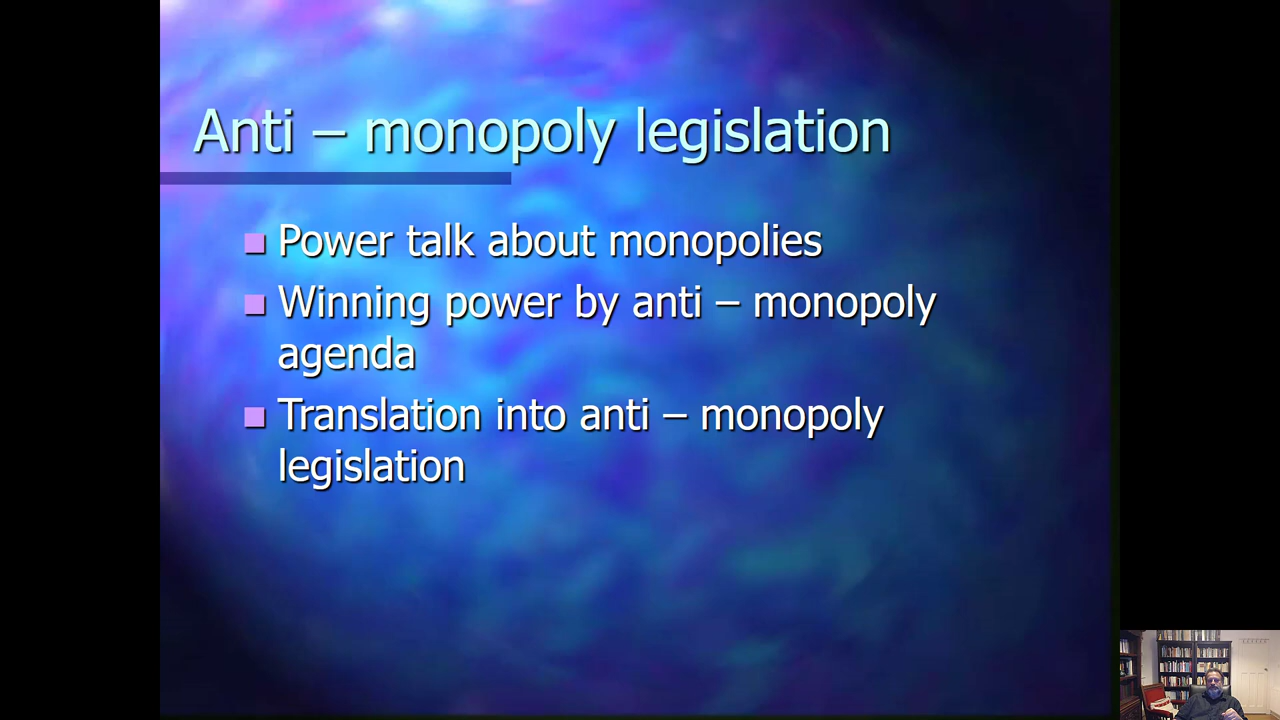 Anti – monopoly legislation
Power talk about monopolies
Winning power by anti – monopoly
agenda
Translation into anti – monopoly
legislation